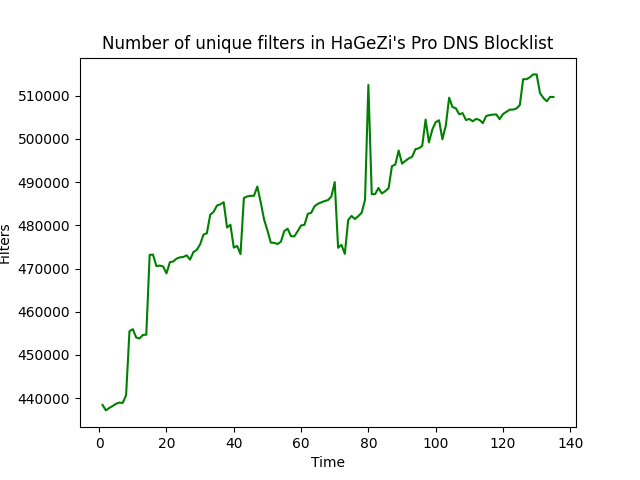 Number of unique filters in HaGeZi's Pro DNS Blocklist
510000
500000
490000
480000
470000
460000
450000
440000
Filters
0 20 40 60 80 100 120 140
Time